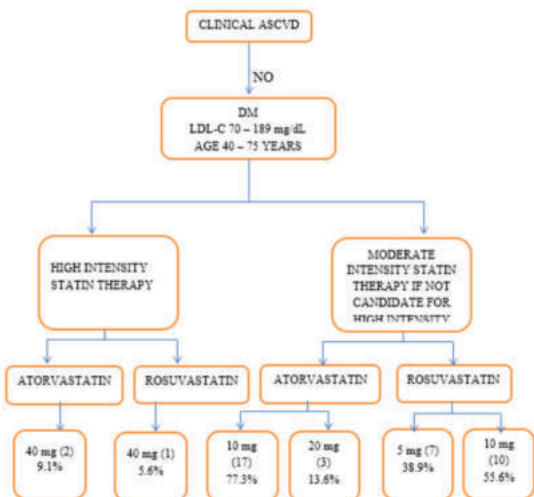 CLINICAL ASCVD
NO
DM
LDL-C 70 – 189 mg/dL
AGE 40 – 75 YEARS
HIGH INTENSITY
STATIN THERAPY
MODERATE
INTENSITY STATIN
THERAPY IF NOT
CANDIDATE FOR
HIGH INTENSITY
ATORVASTATIN
ROSUVASTATIN
ATORVASTATIN
ROSUVASTATIN
40 mg (2)
9.1%
40 mg (1)
5.6%
10 mg
(17)
77.3%
20 mg
(3)
13.6%
5 mg (7)
38.9%
10 mg
(10)
55.6%